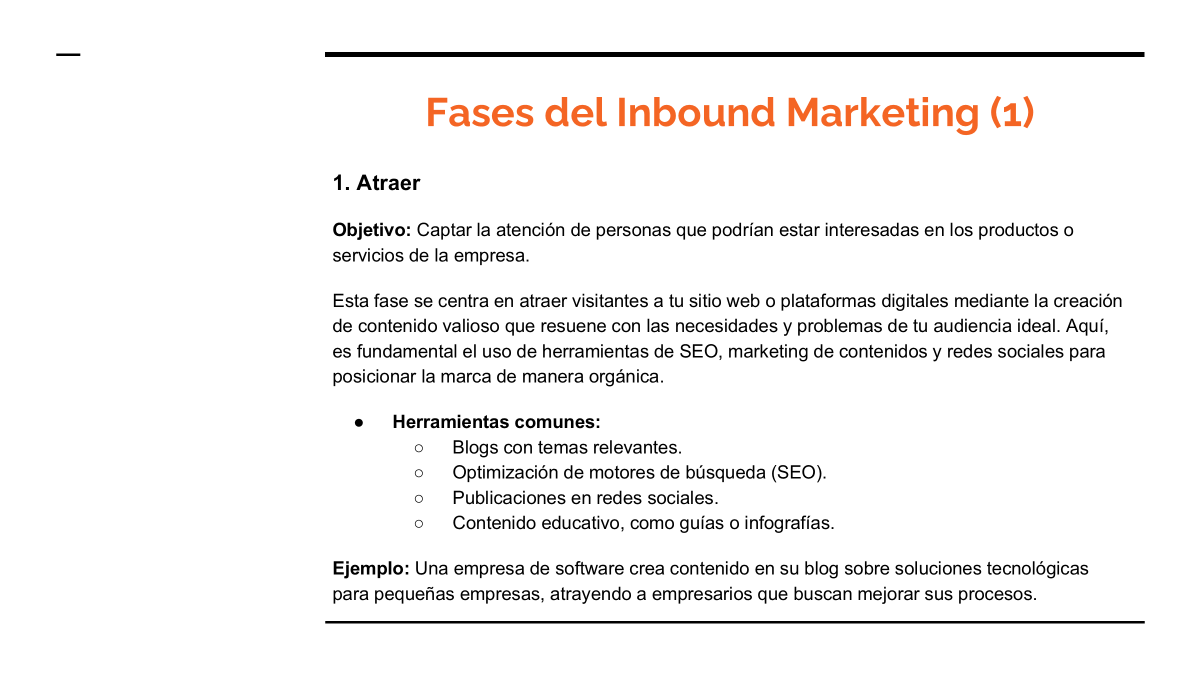 Fases del Inbound Marketing (1)
1. Atraer
Objetivo: Captar la atención de personas que podrían estar interesadas en los productos o
servicios de la empresa.
Esta fase se centra en atraer visitantes a tu sitio web o plataformas digitales mediante la creación
de contenido valioso que resuene con las necesidades y problemas de tu audiencia ideal. Aquí,
es fundamental el uso de herramientas de SEO, marketing de contenidos y redes sociales para
posicionar la marca de manera orgánica.
● Herramientas comunes:
○ Blogs con temas relevantes.
○ Optimización de motores de búsqueda (SEO).
○ Publicaciones en redes sociales.
○ Contenido educativo, como guías o infografías.
Ejemplo: Una empresa de software crea contenido en su blog sobre soluciones tecnológicas
para pequeñas empresas, atrayendo a empresarios que buscan mejorar sus procesos.